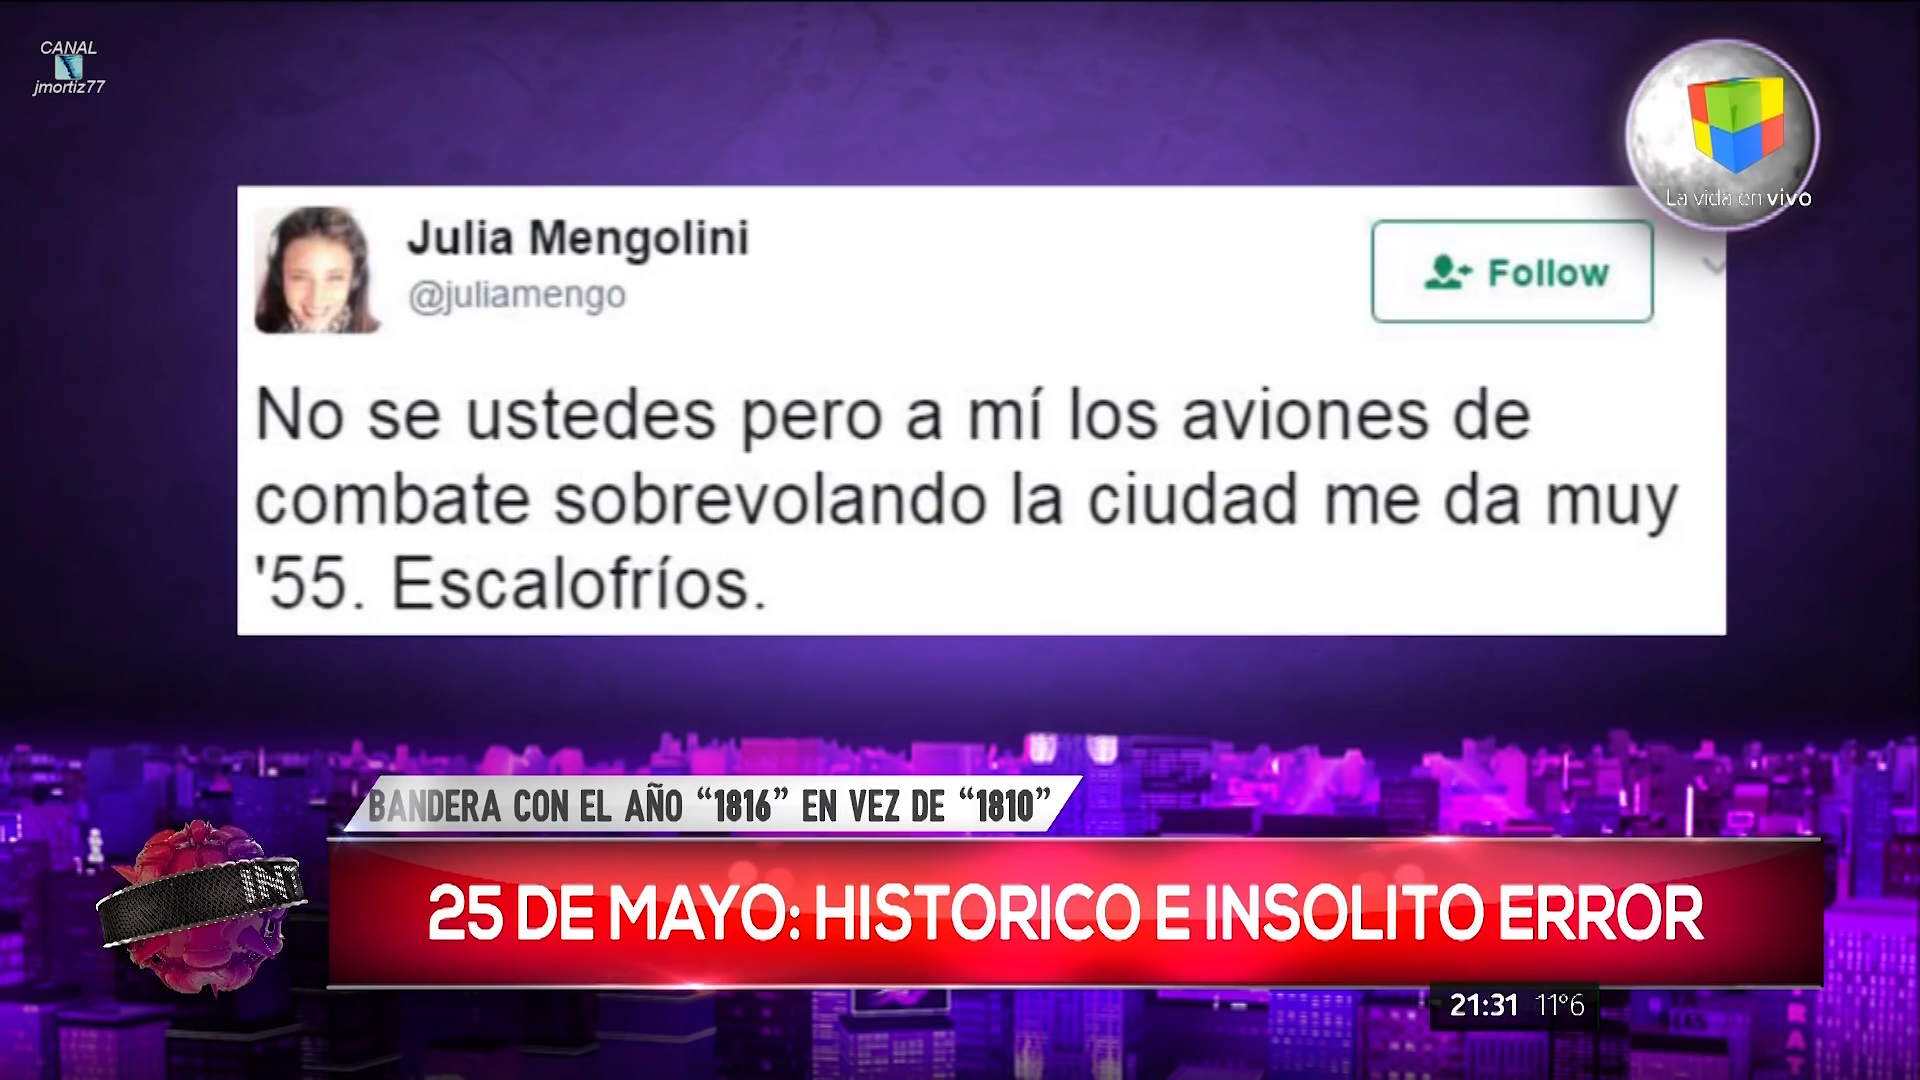 CANAL
jmortiz77
La vida en vivo
Julia Mengolini
@juliamengo
Follow
No se ustedes pero a mí los aviones de
combate sobrevolando la ciudad me da muy
'55. Escalofríos.
BANDERA CON EL AÑO “1816” EN VEZ DE “1810”
INT
25 DE MAYO: HISTORICO E INSOLITO ERROR
21:31 11°6